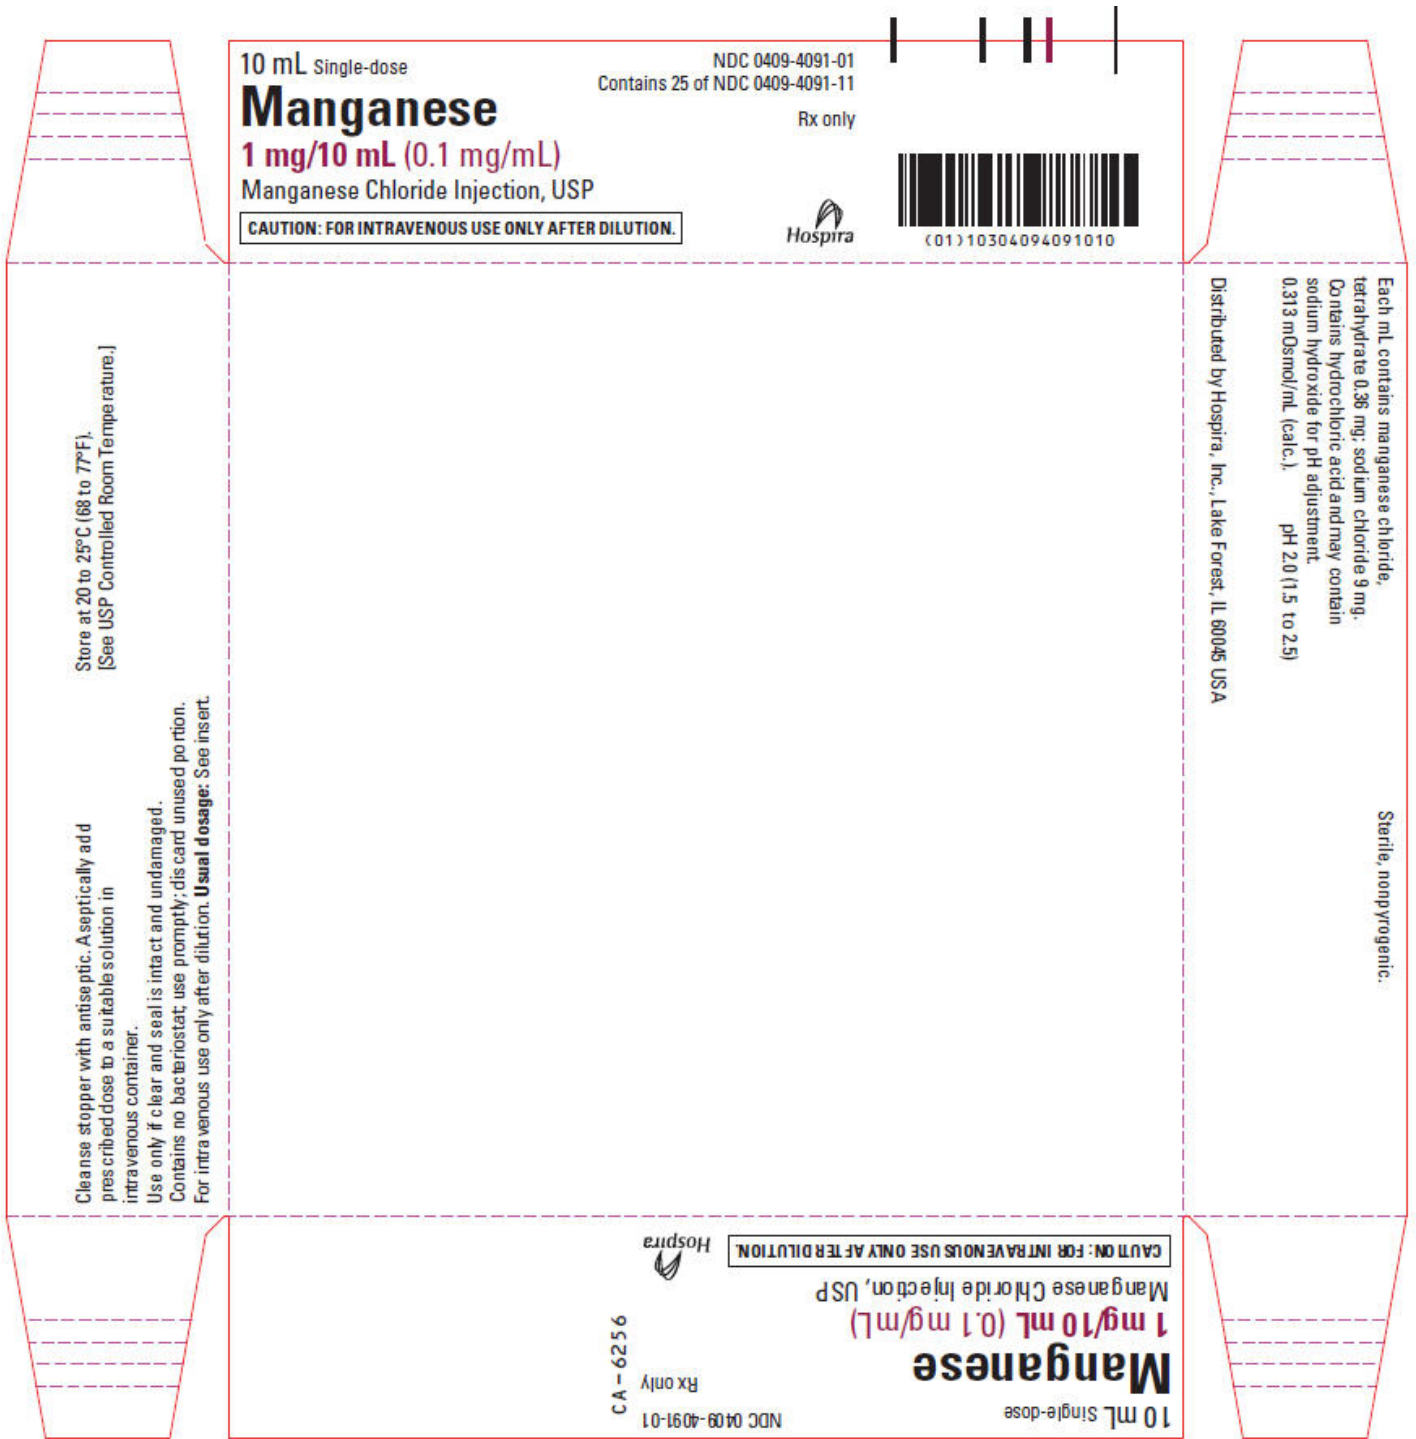 10 mL Single-dose
Manganese
1 mg/10 mL (0.1 mg/mL)
Manganese Chloride Injection, USP
CAUTION: FOR INTRAVENOUS USE ONLY AFTER DILUTION.
NDC 0409-4091-01
Contains 25 of NDC 0409-4091-11
Rx only
Hospira
(01)10304094091010
Each mL contains manganese chloride,
tetrahydrate 0.36 mg; sodium chloride 9 mg.
Contains hydrochloric acid and may contain
sodium hydroxide for pH adjustment.
0.313 mOsmol/mL (calc.). pH 2.0 (1.5 to 2.5)
Distributed by Hospira, Inc., Lake Forest, IL 60045 USA
Sterile, nonpyrogenic.
Store at 20 to 25°C (68 to 77°F).
[See USP Controlled Room Temperature.]
Cleanse stopper with antiseptic. Aseptically add
prescribed dose to a suitable solution in
intravenous container.
Use only if clear and seal is intact and undamaged.
Contains no bacteriostat; use promptly; discard unused portion.
For intravenous use only after dilution. Usual dosage: See insert.
10 mL Single-dose
Manganese
1 mg/10 mL (0.1 mg/mL)
Manganese Chloride Injection, USP
CAUTION: FOR INTRAVENOUS USE ONLY AFTER DILUTION.
NDC 0409-4091-01
Rx only
CA-6256
Hospira